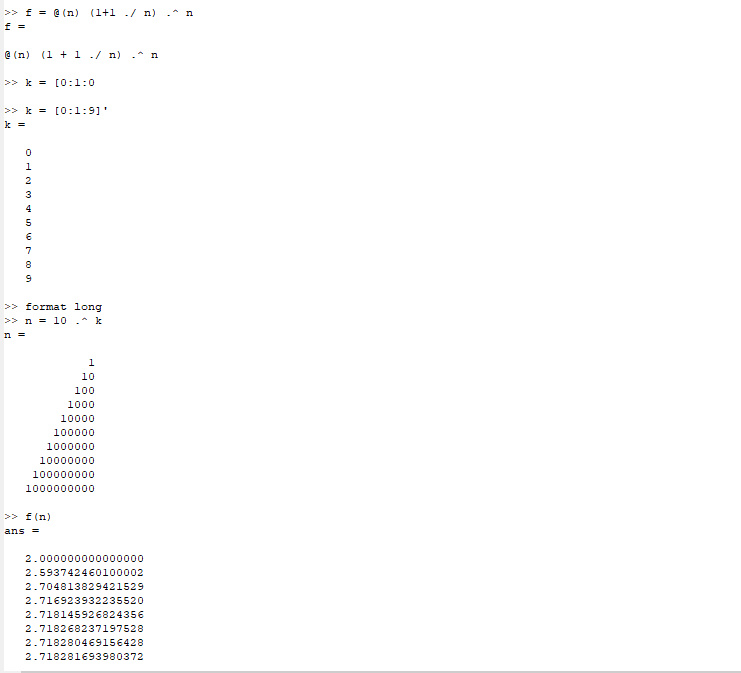 >> f = @(n) (1+1 ./ n) .^ n
f =
@(n) (1 + 1 ./ n) .^ n
>> k = [0:1:0
>> k = [0:1:9]'
k =
0
1
2
3
4
5
6
7
8
9
>> format long
>> n = 10 .^ k
n =
1
10
100
1000
10000
100000
1000000
10000000
100000000
1000000000
>> f(n)
ans =
2.000000000000000
2.593742460100002
2.704813829421529
2.716923932235520
2.718145926824356
2.718268237197528
2.718280469156428
2.718281693980372